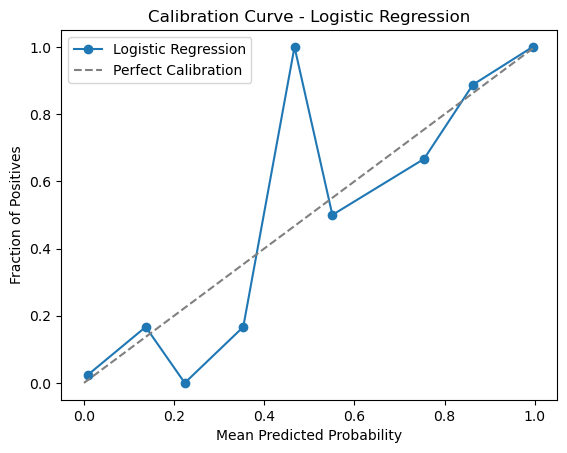 Calibration Curve - Logistic Regression
Logistic Regression
Perfect Calibration
1.0
0.8
0.6
0.4
0.2
0.0
Fraction of Positives
0.0 0.2 0.4 0.6 0.8 1.0
Mean Predicted Probability